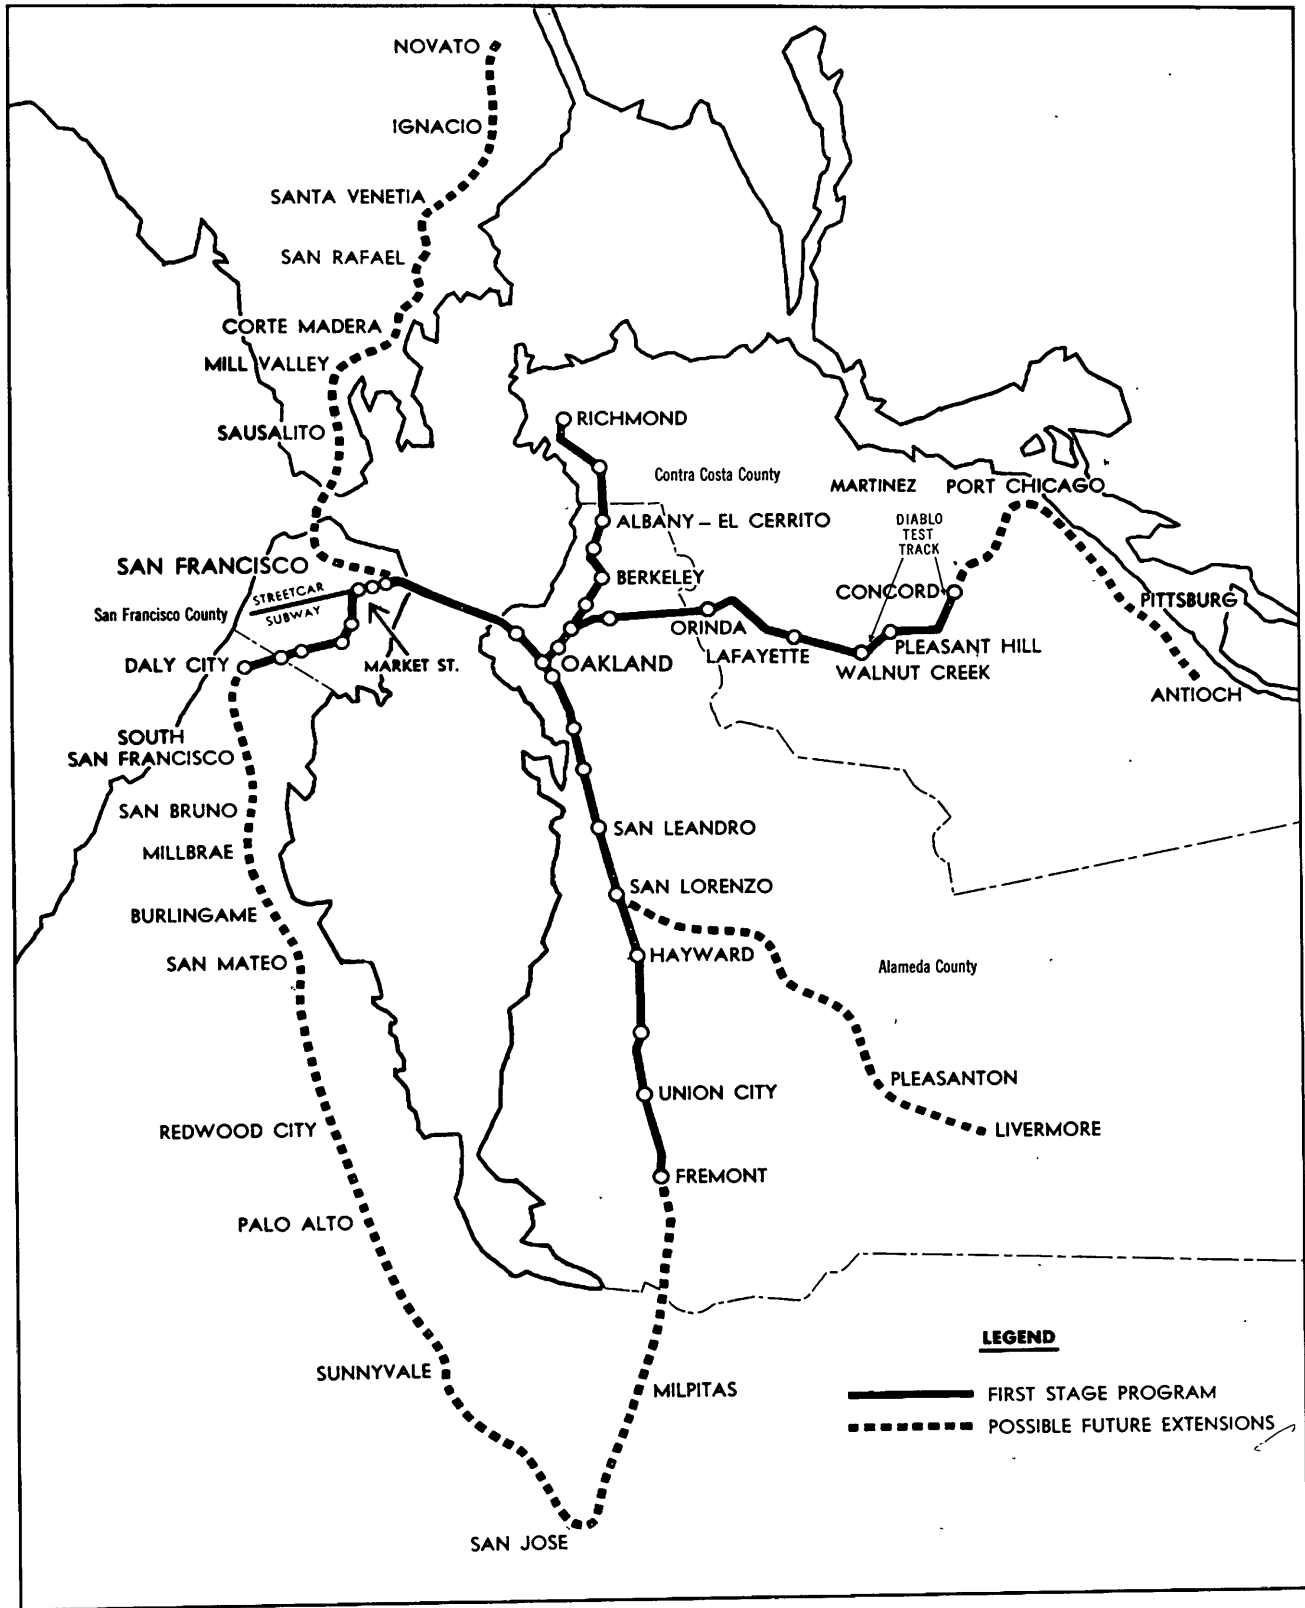 NOVATO
IGNACIO
SANTA VENETIA
SAN RAFAEL
CORTE MADERA
MILL VALLEY
SAUSALITO
RICHMOND
Contra Costa County
MARTINEZ
PORT CHICAGO
ALBANY – EL CERRITO
DIABLO
TEST
TRACK
SAN FRANCISCO
BERKELEY
CONCORD
STREETCAR
SUBWAY
San Francisco County
PITTSBURG
ORINDA
LAFAYETTE
PLEASANT HILL
WALNUT CREEK
DALY CITY
MARKET ST.
OAKLAND
ANTIOCH
SOUTH
SAN FRANCISCO
SAN BRUNO
MILLBRAE
SAN LEANDRO
SAN LORENZO
BURLINGAME
SAN MATEO
HAYWARD
Alameda County
PLEASANTON
UNION CITY
LIVERMORE
REDWOOD CITY
FREMONT
PALO ALTO
SUNNYVALE
MILPITAS
SAN JOSE
LEGEND
FIRST STAGE PROGRAM
POSSIBLE FUTURE EXTENSIONS